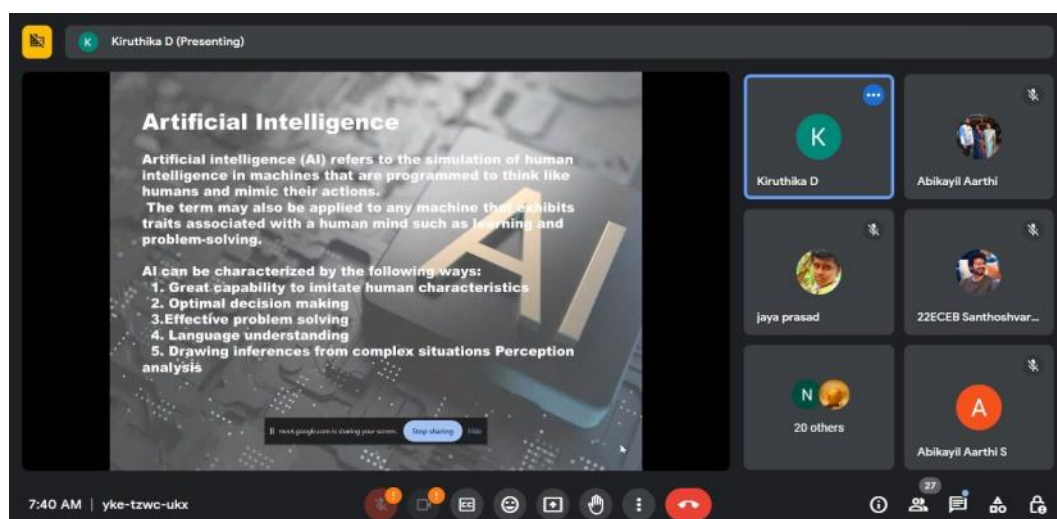 K Kiruthika D (Presenting)
Artificial Intelligence
Artificial intelligence (AI) refers to the simulation of human
intelligence in machines that are programmed to think like
humans and mimic their actions.
The term may also be applied to any machine that exhibits
traits associated with a human mind such as learning and
problem-solving.
AI can be characterized by the following ways:
1. Great capability to imitate human characteristics
2. Optimal decision making
3.Effective problem solving
4. Language understanding
5. Drawing inferences from complex situations Perception
analysis
AI
meet.google.com is sharing your screen. Stop sharing Hide
K
Kiruthika D
Abikayil Aarthi
jaya prasad
22ECEB Santhoshvar...
N
20 others
A
Abikayil Aarthi S
7:40 AM | yke-tzwc-ukx
CC
27